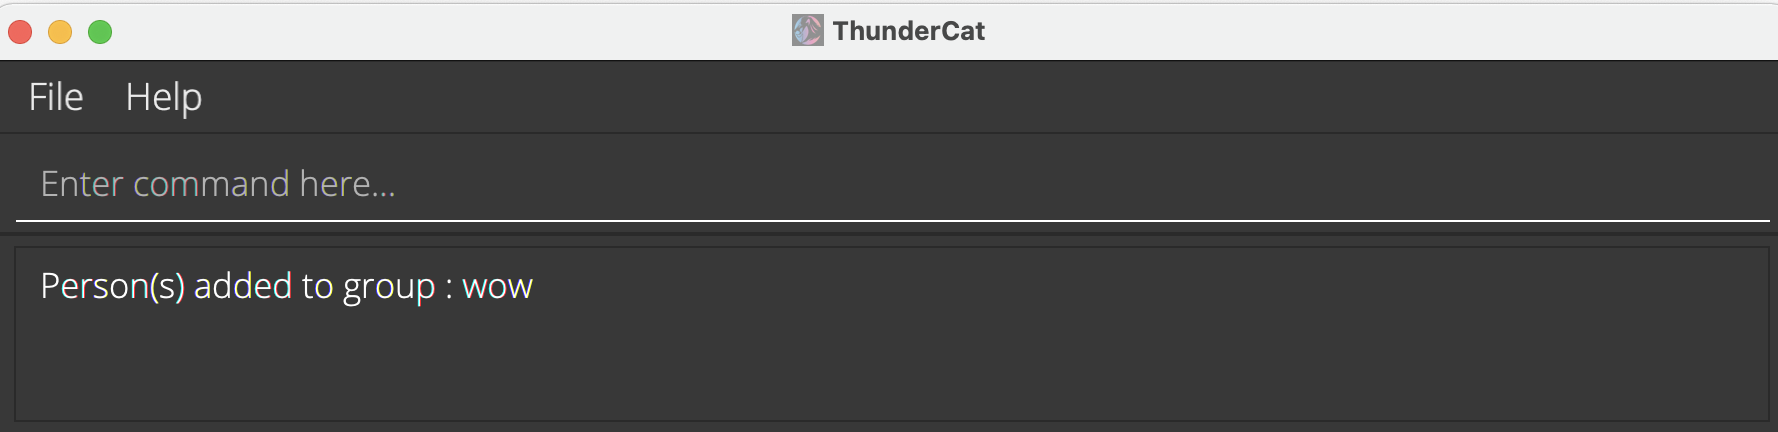 ThunderCat
File Help
Enter command here...
Person(s) added to group : wow